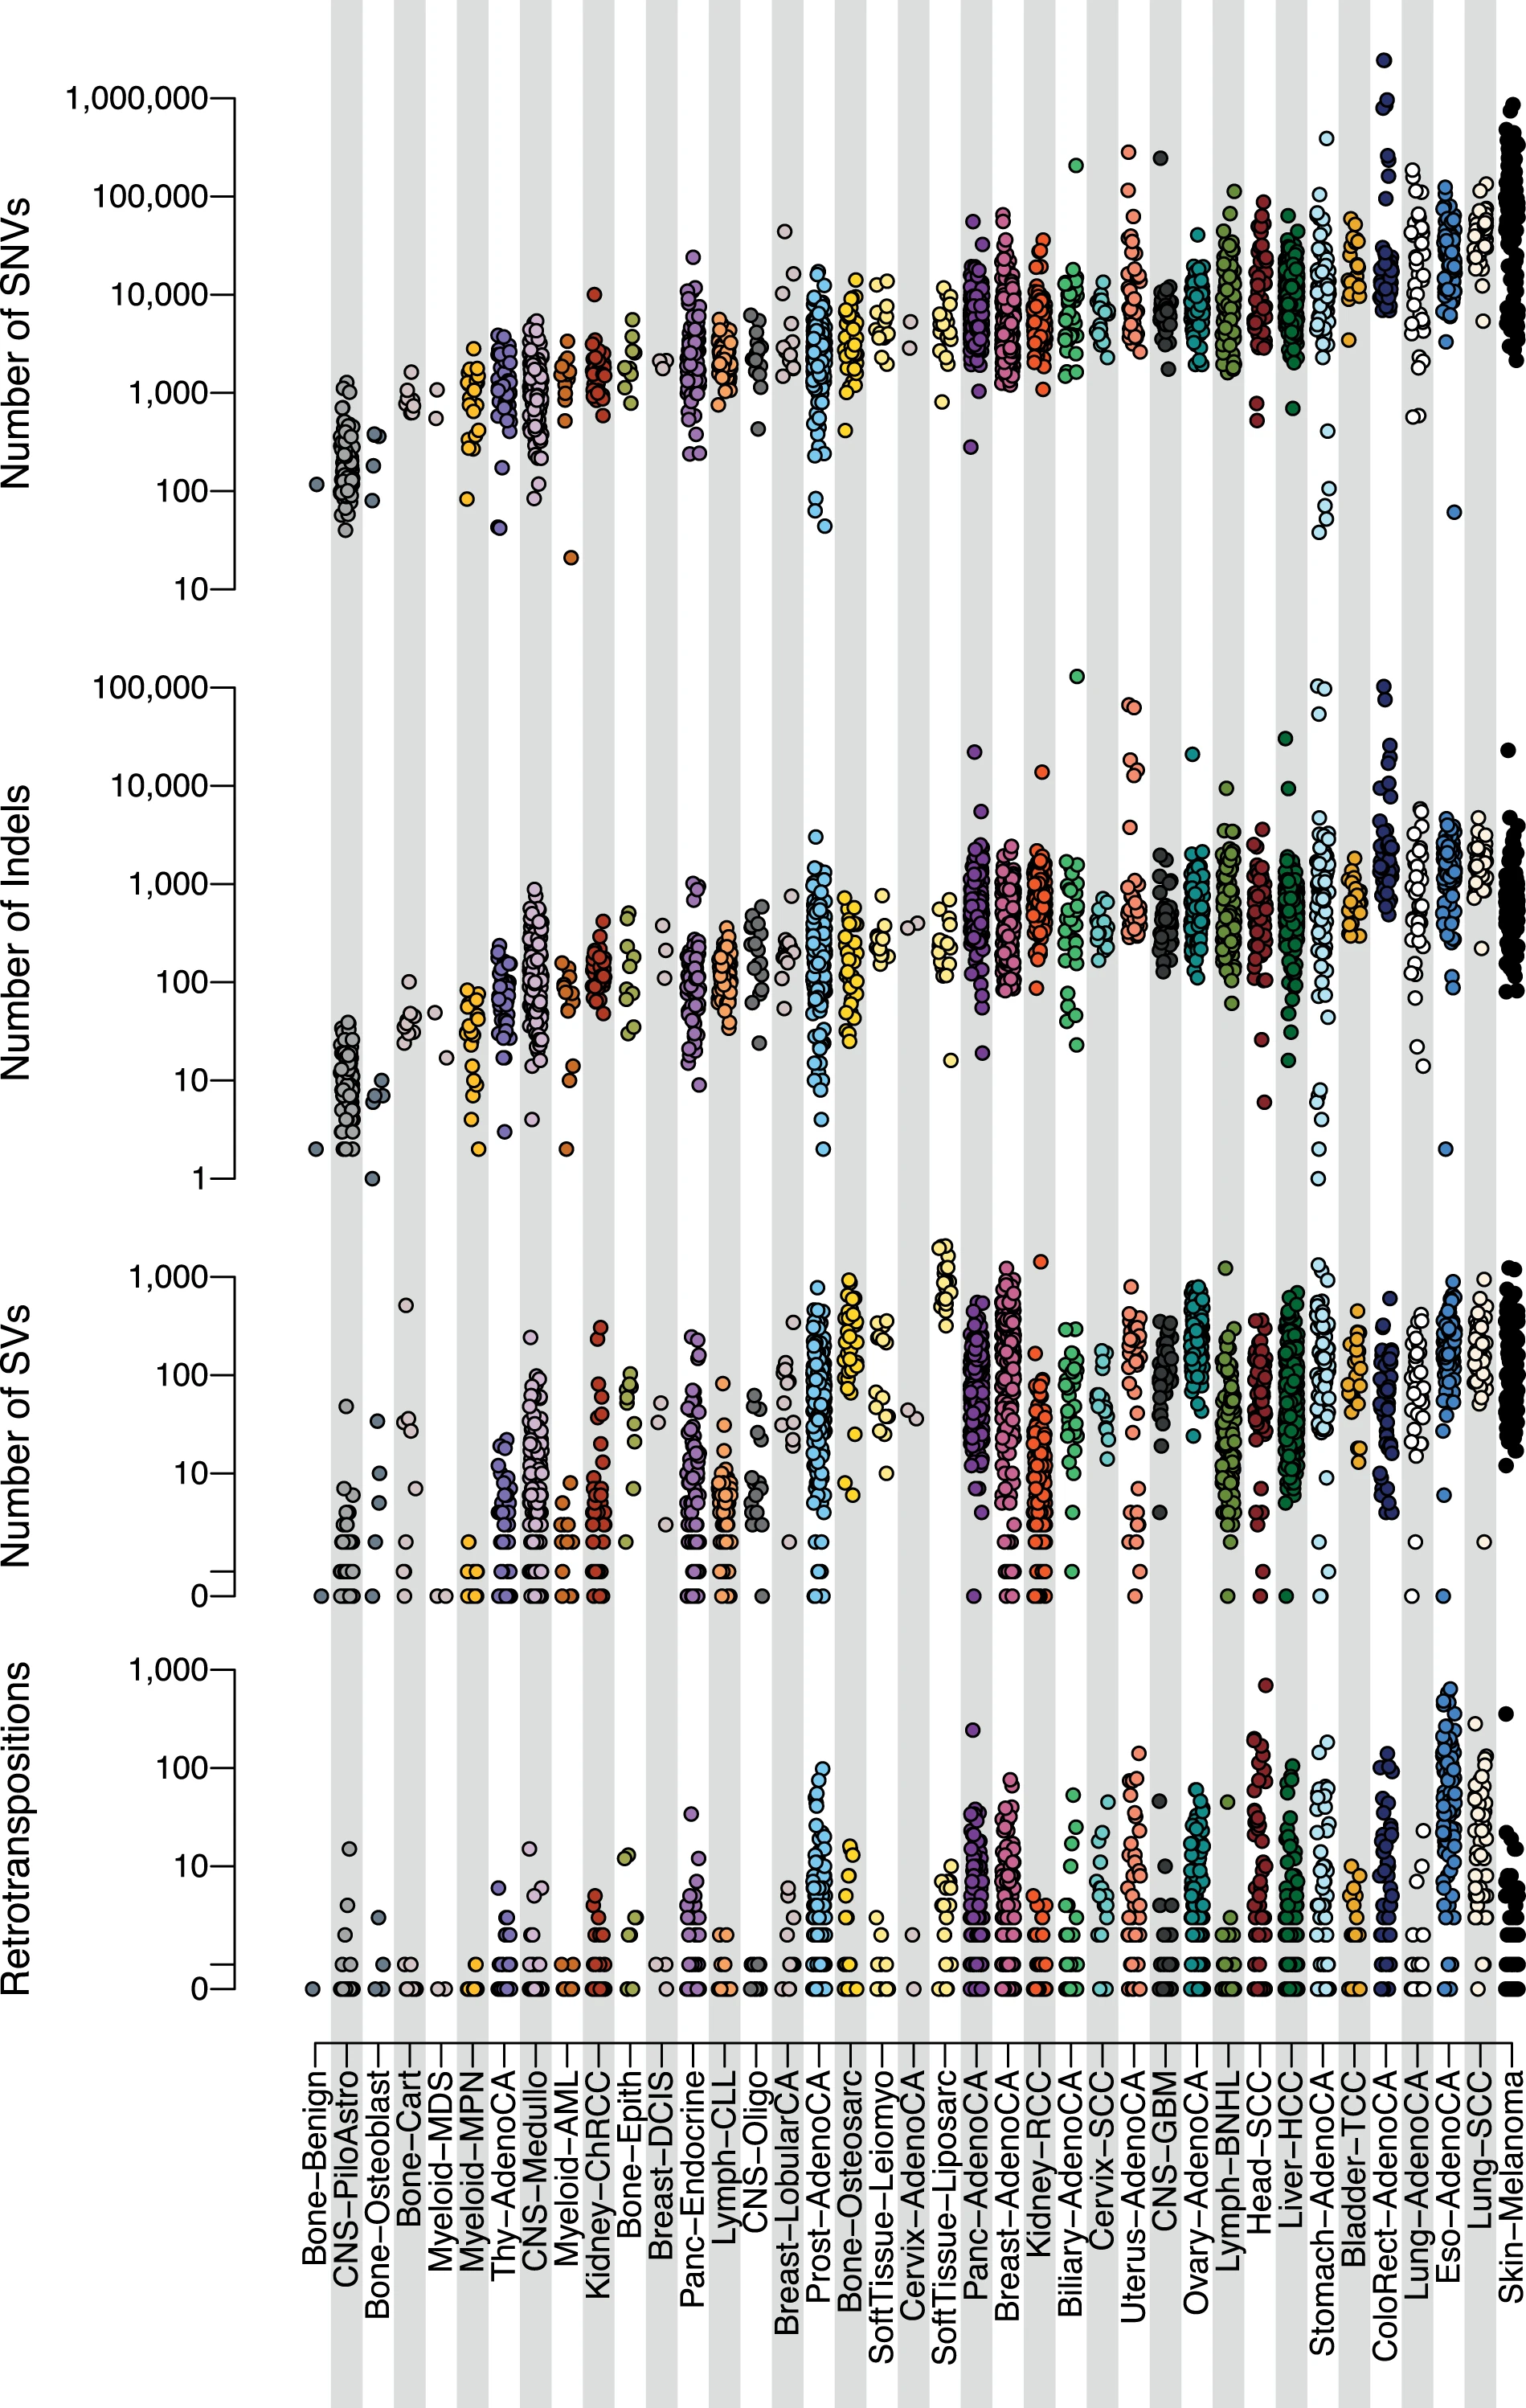 Number of SNVs
1,000,000
100,000
10,000
1,000
100
10
Number of Indels
100,000
10,000
1,000
100
10
1
Number of SVs
1,000
100
10
0
Retrotranspositions
1,000
100
10
0
Bone−Benign
CNS−PiloAstro
Bone−Osteoblast
Bone−Cart
Myeloid−MDS
Myeloid−MPN
Thy−AdenoCA
CNS−Medullo
Myeloid−AML
Kidney−ChRCC
Bone−Epith
Breast−DCIS
Panc−Endocrine
Lymph−CLL
CNS−Oligo
Breast−LobularCA
Prost−AdenoCA
Bone−Osteosarc
SoftTissue−Leiomyo
Cervix−AdenoCA
SoftTissue−Liposarc
Panc−AdenoCA
Breast−AdenoCA
Kidney−RCC
Biliary−AdenoCA
Cervix−SCC
Uterus−AdenoCA
CNS−GBM
Ovary−AdenoCA
Lymph−BNHL
Head−SCC
Liver−HCC
Stomach−AdenoCA
Bladder−TCC
ColoRect−AdenoCA
Lung−AdenoCA
Eso−AdenoCA
Lung−SCC
Skin−Melanoma